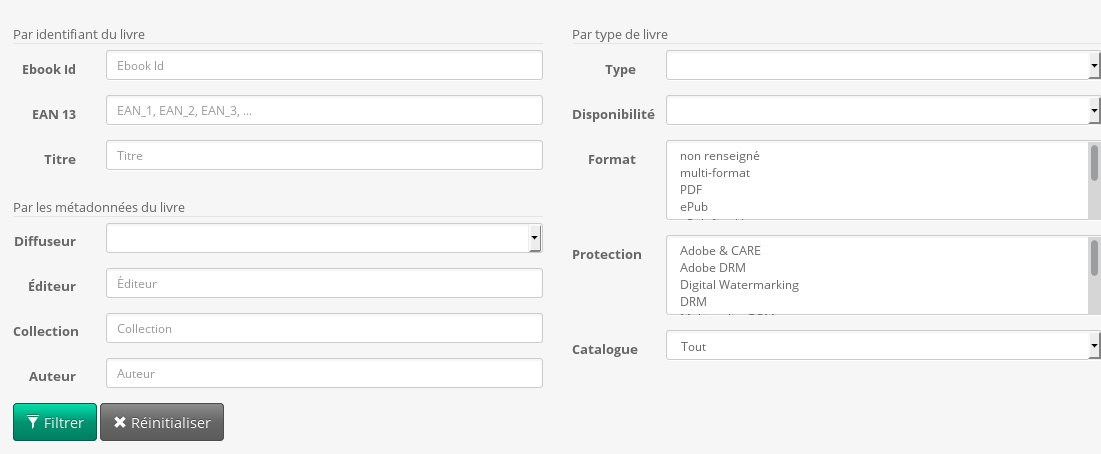 Par identifiant du livre
Ebook Id
Ebook Id
EAN 13
EAN_1, EAN_2, EAN_3, ...
Titre
Titre
Par les métadonnées du livre
Diffuseur
Éditeur
Éditeur
Collection
Collection
Auteur
Auteur
Filtrer
Réinitialiser
Par type de livre
Type
Disponibilité
Format
non renseigné
multi-format
PDF
ePub
Protection
Adobe & CARE
Adobe DRM
Digital Watermarking
DRM
Catalogue
Tout